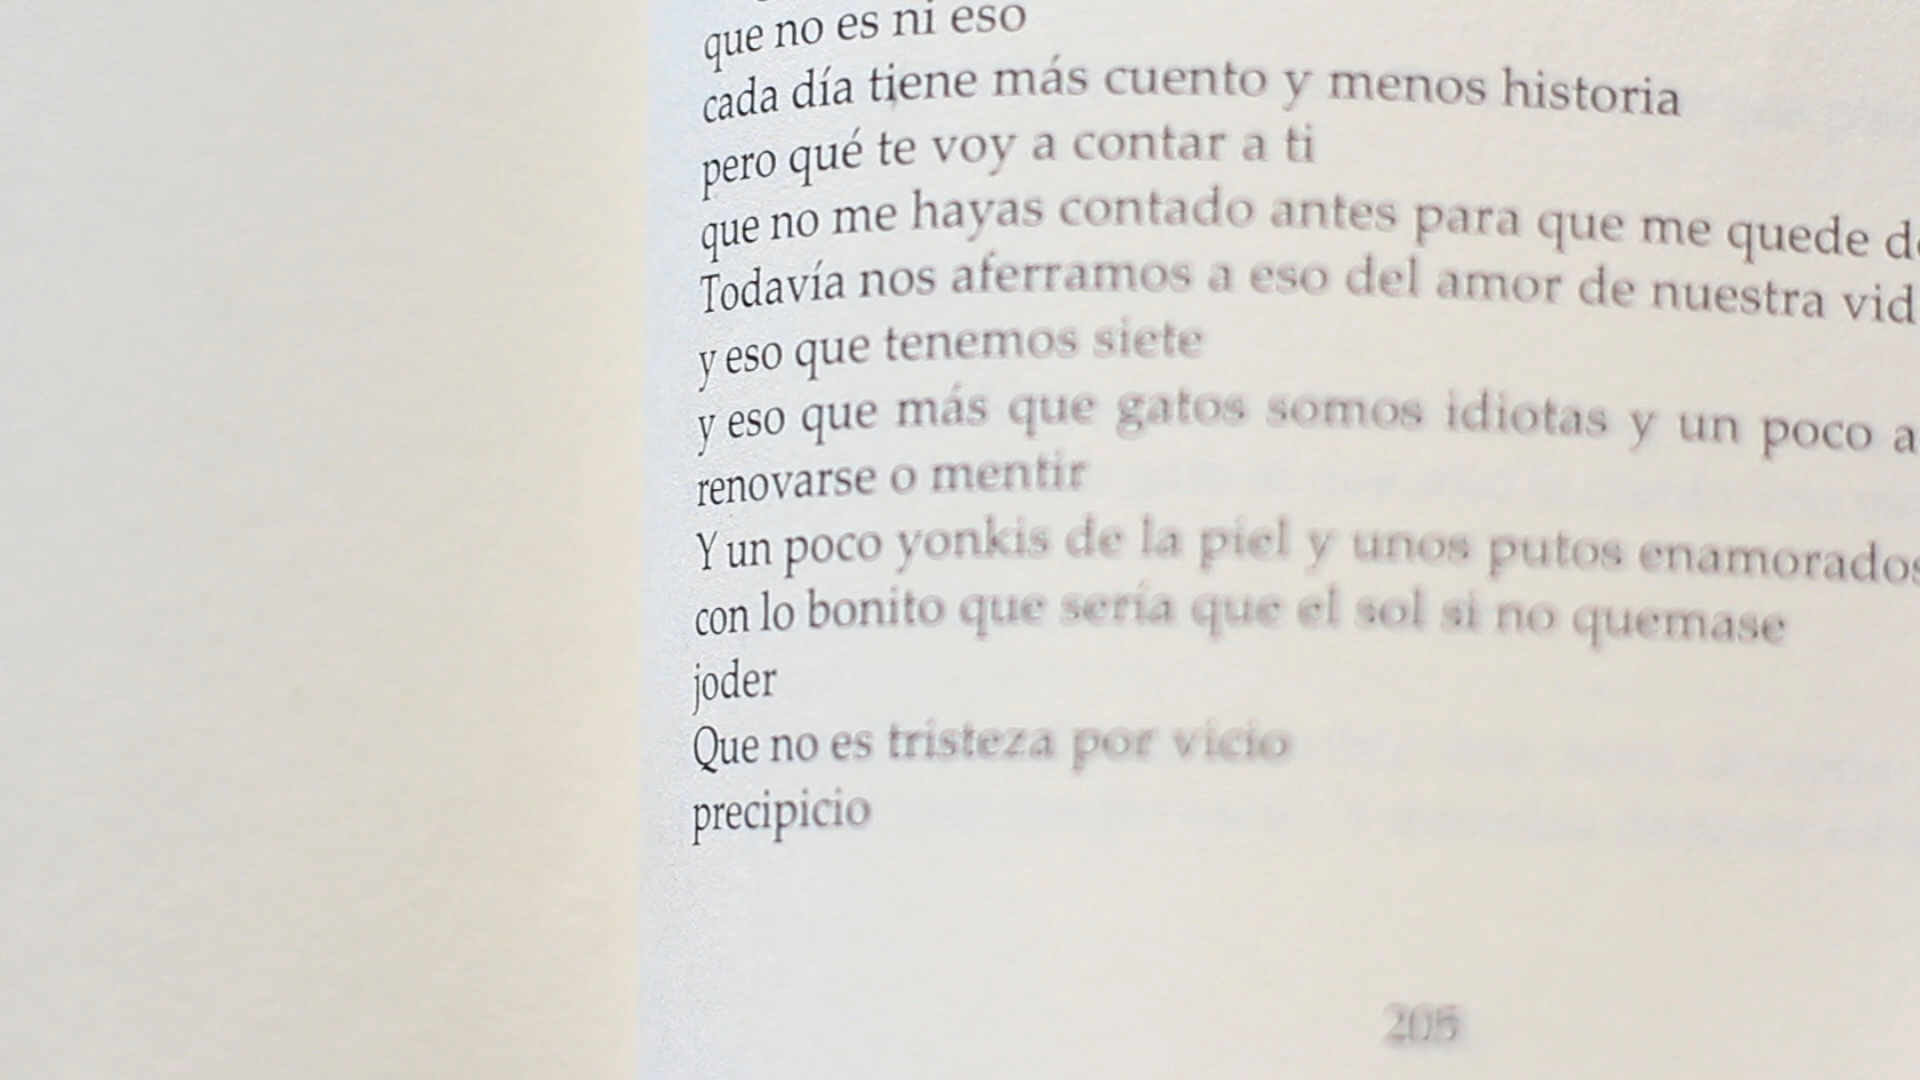 que no es ni eso
cada día tiene más cuento y menos historia
pero qué te voy a contar a ti
que no me hayas contado antes para que me quede
Todavía nos aferramos a eso del amor de nuestra
y eso que tenemos siete
y eso que más que gatos somos idiotas y un poco
renovarse o mentir
Y un poco yonkis de la piel y unos putos enamorados
con lo bonito que sería que el sol si no quemase
joder
Que no es tristeza por vicio
precipicio
205